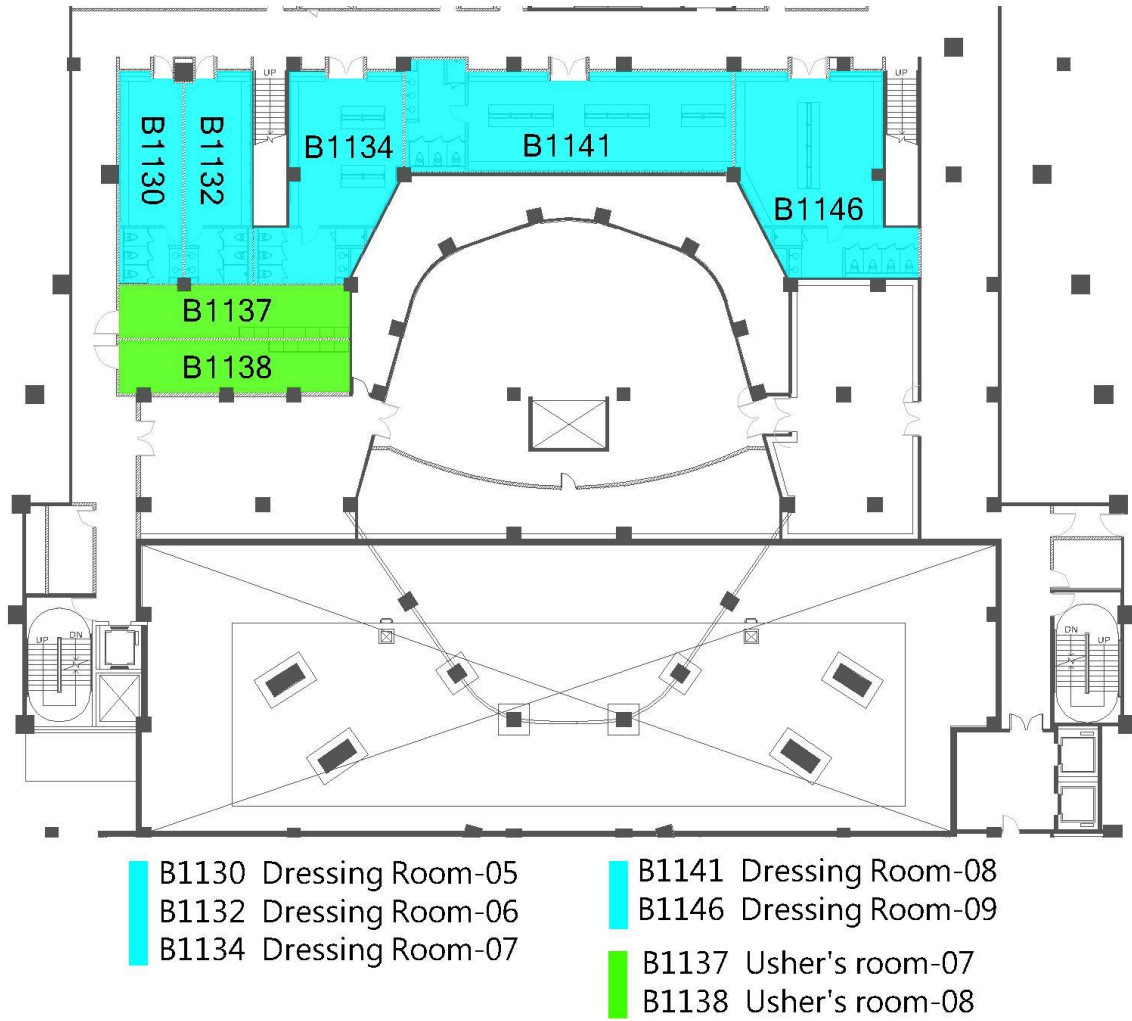 UP
UP
B1130
B1132
B1134
B1141
B1146
B1137
B1138
UP
DN
DN
UP
B1130 Dressing Room-05
B1132 Dressing Room-06
B1134 Dressing Room-07
B1141 Dressing Room-08
B1146 Dressing Room-09
B1137 Usher's room-07
B1138 Usher's room-08